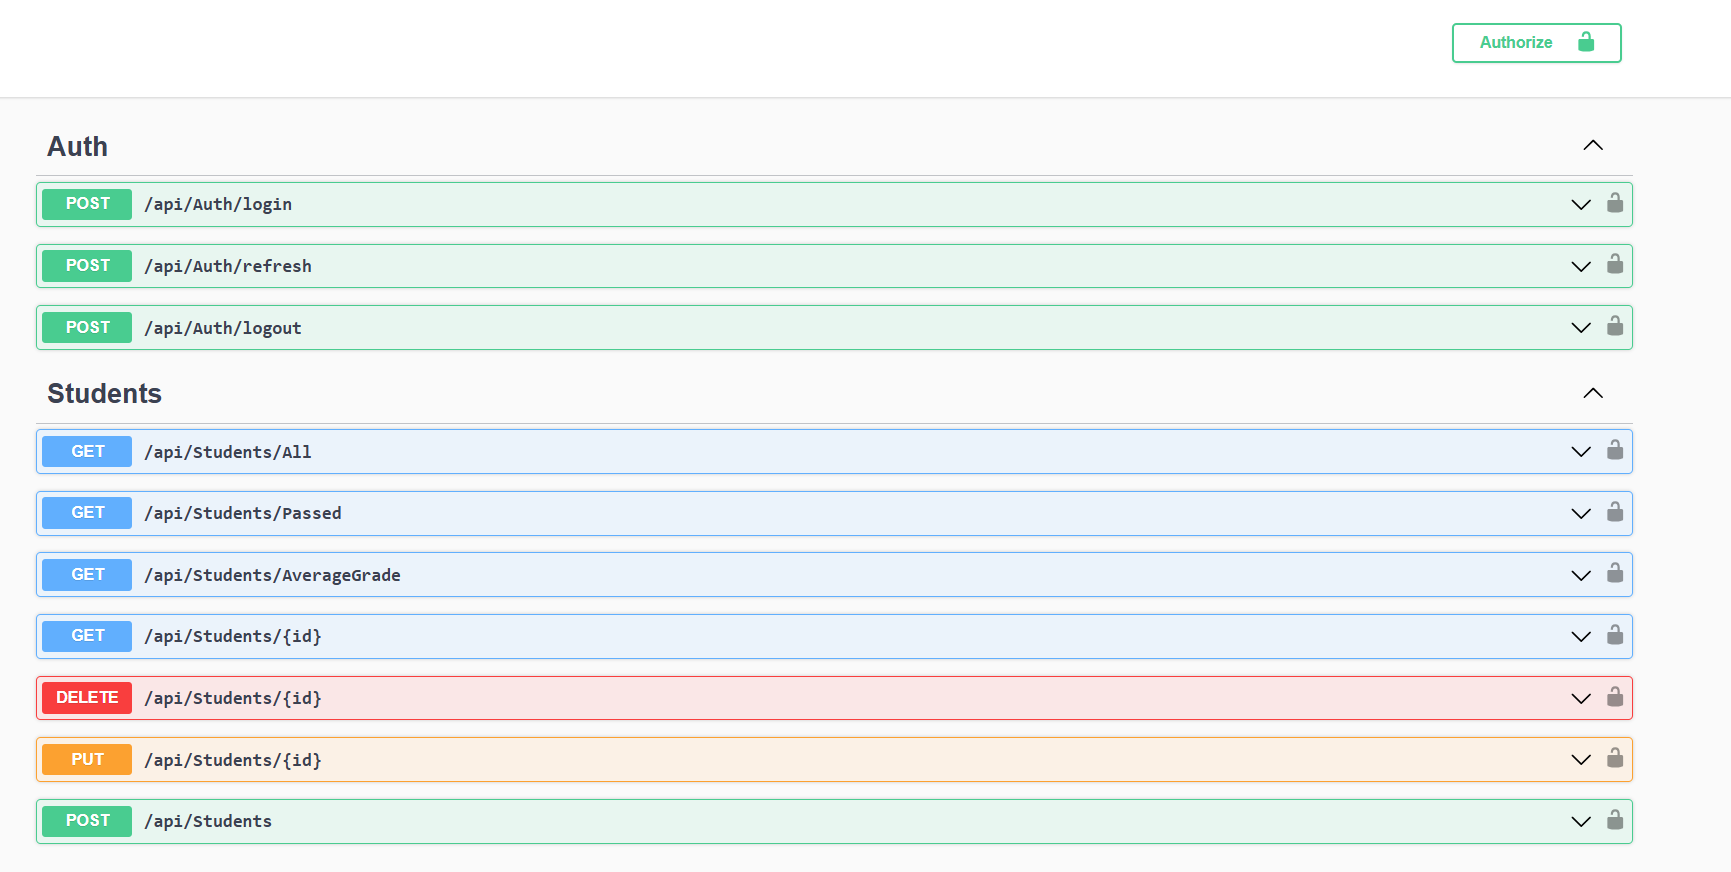 Authorize
Auth
POST /api/Auth/login
POST /api/Auth/refresh
POST /api/Auth/logout
Students
GET /api/Students/All
GET /api/Students/Passed
GET /api/Students/AverageGrade
GET /api/Students/{id}
DELETE /api/Students/{id}
PUT /api/Students/{id}
POST /api/Students